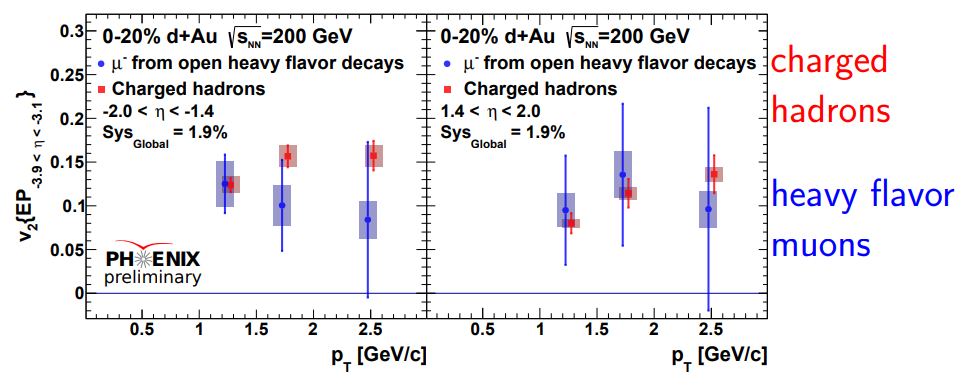 0-20% d+Au √sNN=200 GeV
μ- from open heavy flavor decays
Charged hadrons
-2.0 < η < -1.4
SysGlobal = 1.9%
PHENIX
preliminary
v2{EP-3.9 < η < -3.1}
0.3
0.25
0.2
0.15
0.1
0.05
0
0.5 1 1.5 2 2.5
pT [GeV/c]
0-20% d+Au √sNN=200 GeV
μ- from open heavy flavor decays
Charged hadrons
1.4 < η < 2.0
SysGlobal = 1.9%
0.5 1 1.5 2 2.5
pT [GeV/c]
charged
hadrons
heavy flavor
muons